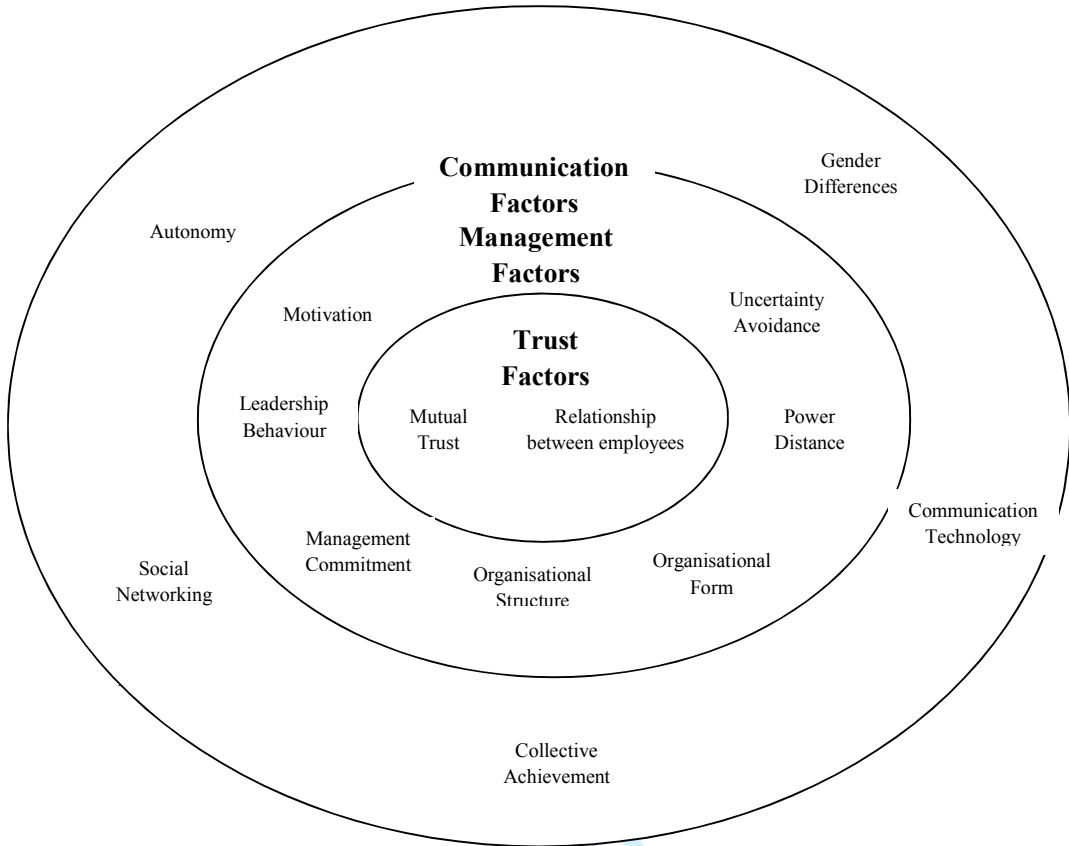 Communication
Factors
Management
Factors
Gender
Differences
Autonomy
Motivation
Uncertainty
Avoidance
Trust
Factors
Leadership
Behaviour
Mutual
Trust
Relationship
between employees
Power
Distance
Communication
Technology
Management
Commitment
Organisational
Structure
Organisational
Form
Social
Networking
Collective
Achievement